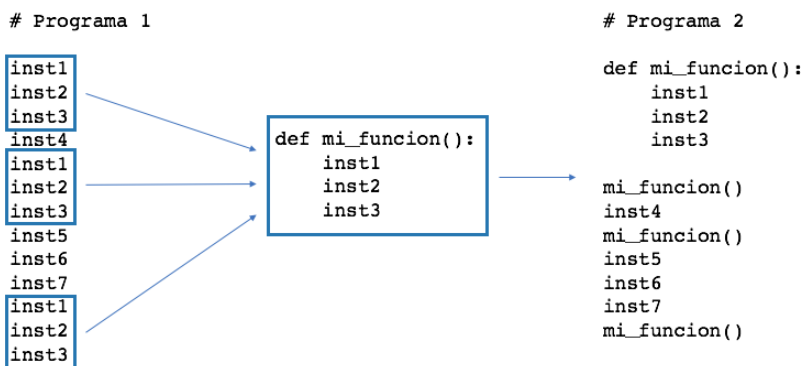 # Programa 1
inst1
inst2
inst3
inst4
inst1
inst2
inst3
inst5
inst6
inst7
inst1
inst2
inst3
def mi_funcion():
    inst1
    inst2
    inst3
# Programa 2
def mi_funcion():
    inst1
    inst2
    inst3
mi_funcion()
inst4
mi_funcion()
inst5
inst6
inst7
mi_funcion()